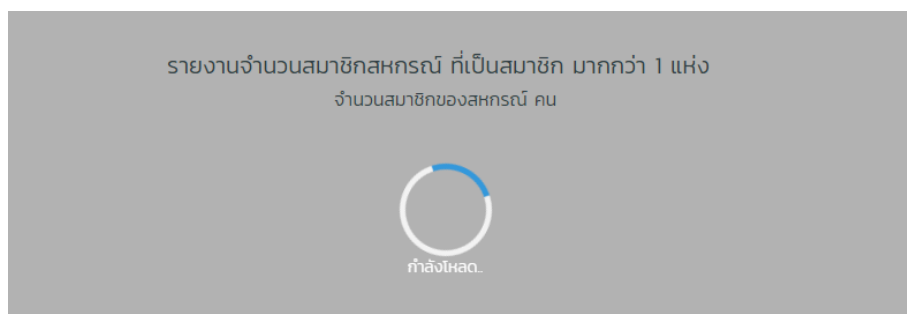 รายงานจำนวนสมาชิกสหกรณ์ ที่เป็นสมาชิก มากกว่า 1 แห่ง
จำนวนสมาชิกของสหกรณ์ คน
กำลังโหลด..